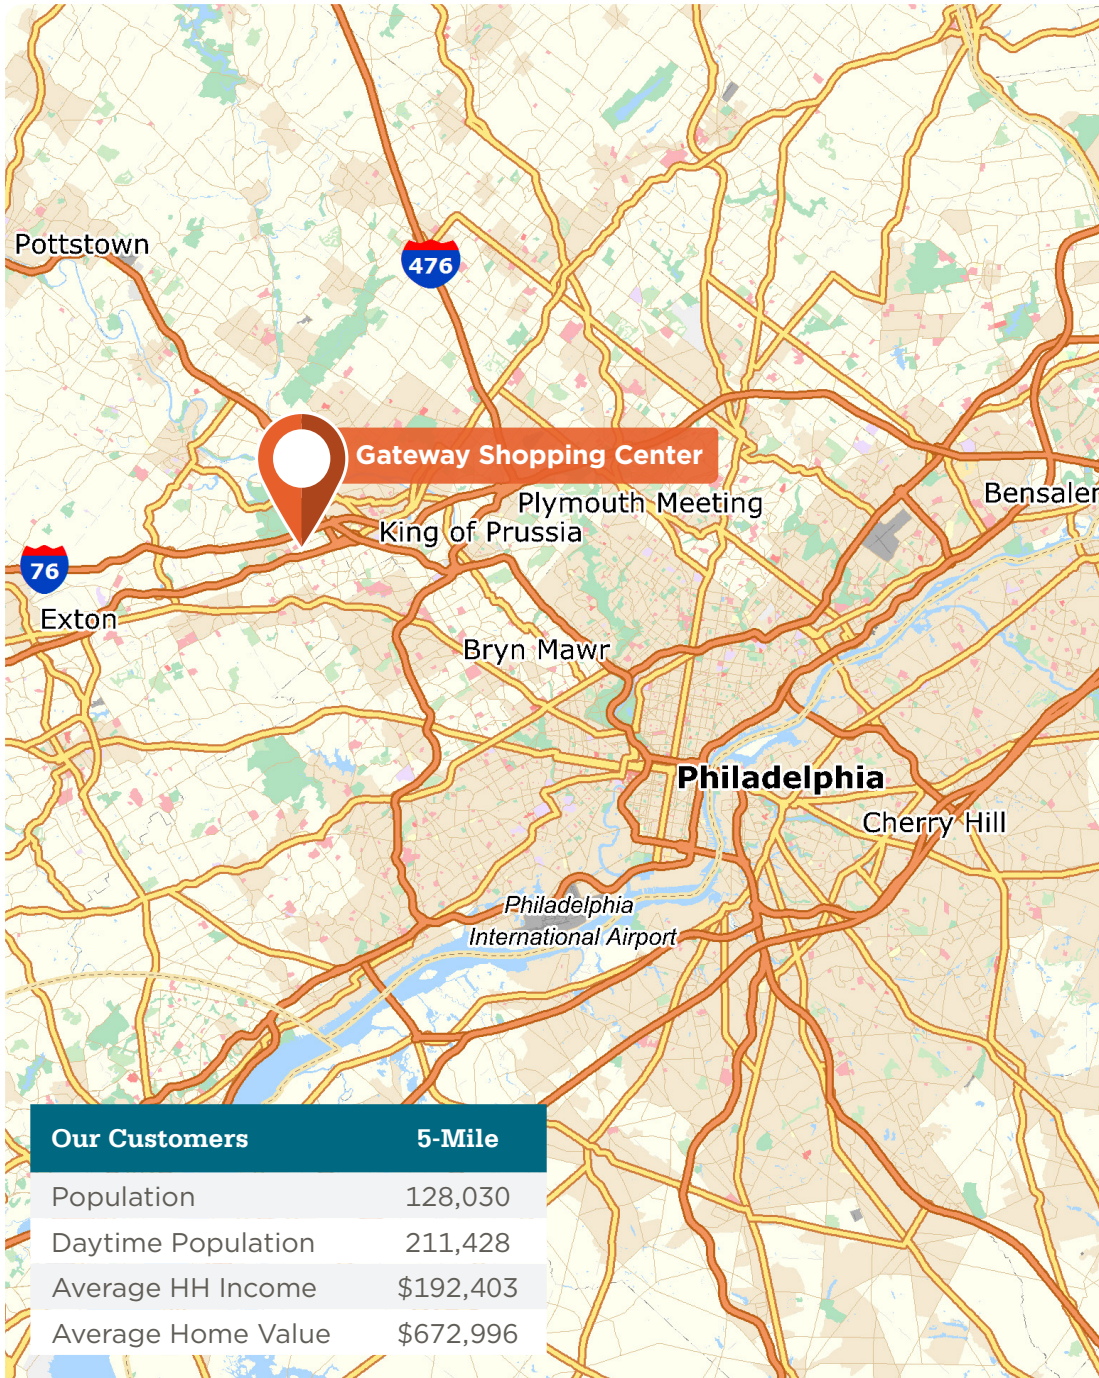 Pottstown
476
Gateway Shopping Center
Plymouth Meeting
Bensalem
King of Prussia
76
Exton
Bryn Mawr
Philadelphia
Cherry Hill
Philadelphia
International Airport
Our Customers 5-Mile
Population 128,030
Daytime Population 211,428
Average HH Income $192,403
Average Home Value $672,996